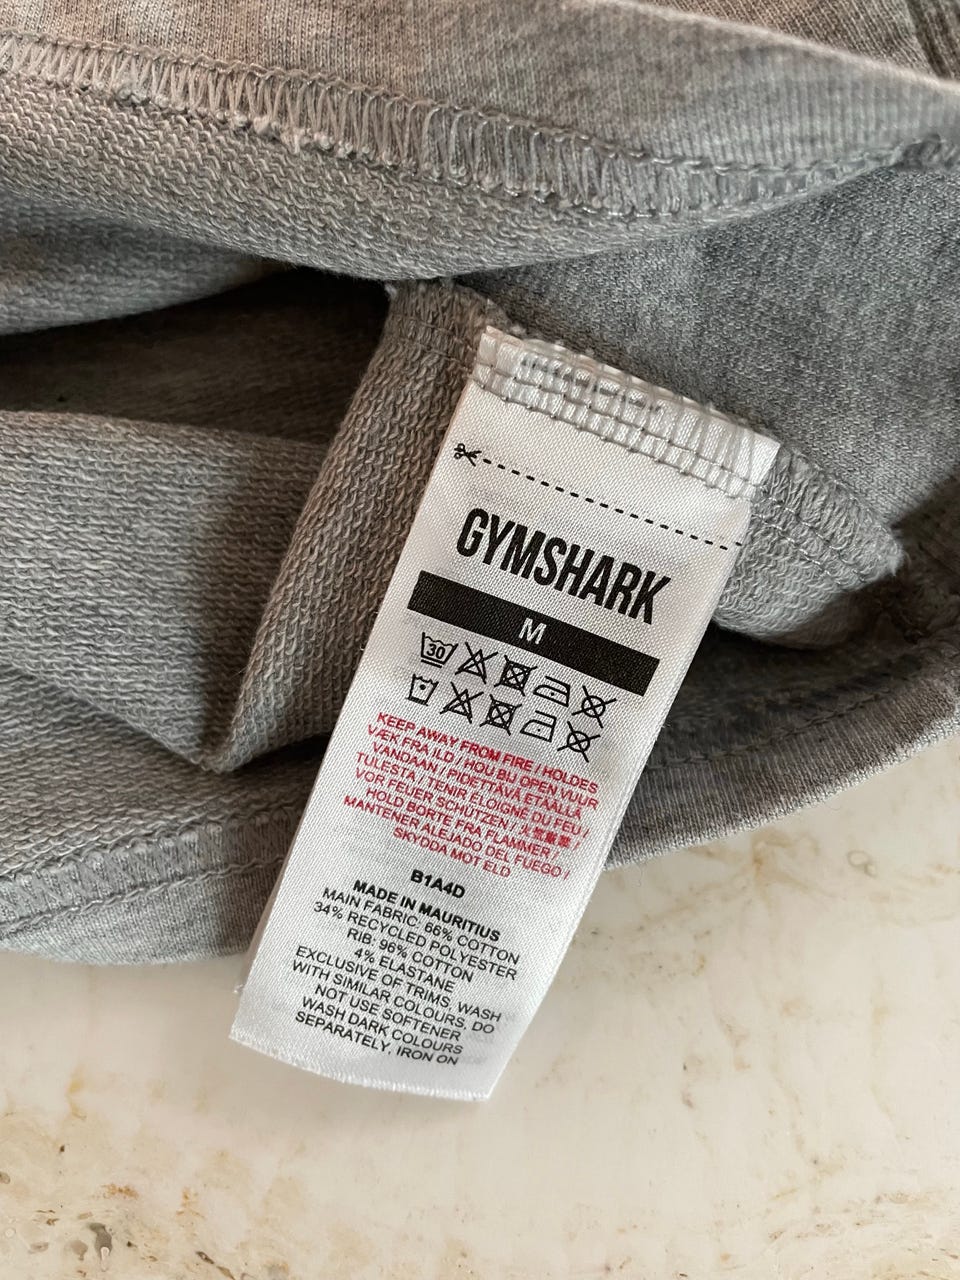 GYMSHARK
M
30
KEEP AWAY FROM FIRE / HOLDES
VÆK FRA ILD / HOU BIJ OPEN VUUR
VANDAAN / PIDETTÄVÄ ETÄÄLLÄ
TULESTA / TENIR ÉLOIGNÉ DU FEU /
VOR FEUER SCHÜTZEN / 火気厳禁 /
HOLD BORTE FRA FLAMMER /
MANTENER ALEJADO DEL FUEGO /
SKYDDA MOT ELD
B1A4D
MADE IN MAURITIUS
MAIN FABRIC: 66% COTTON
34% RECYCLED POLYESTER
RIB: 96% COTTON
4% ELASTANE
EXCLUSIVE OF TRIMS, WASH
WITH SIMILAR COLOURS, DO
NOT USE SOFTENER
WASH DARK COLOURS
SEPARATELY, IRON ON